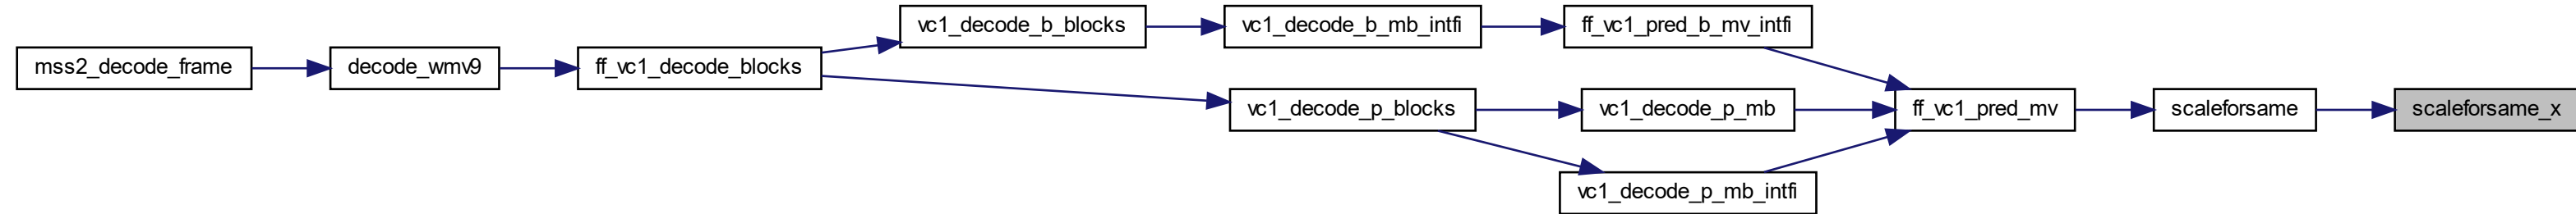 vc1_decode_b_blocks
vc1_decode_b_mb_intfi
ff_vc1_pred_b_mv_intfi
mss2_decode_frame
decode_wmv9
ff_vc1_decode_blocks
vc1_decode_p_blocks
vc1_decode_p_mb
ff_vc1_pred_mv
scaleforsame
scaleforsame_x
vc1_decode_p_mb_intfi